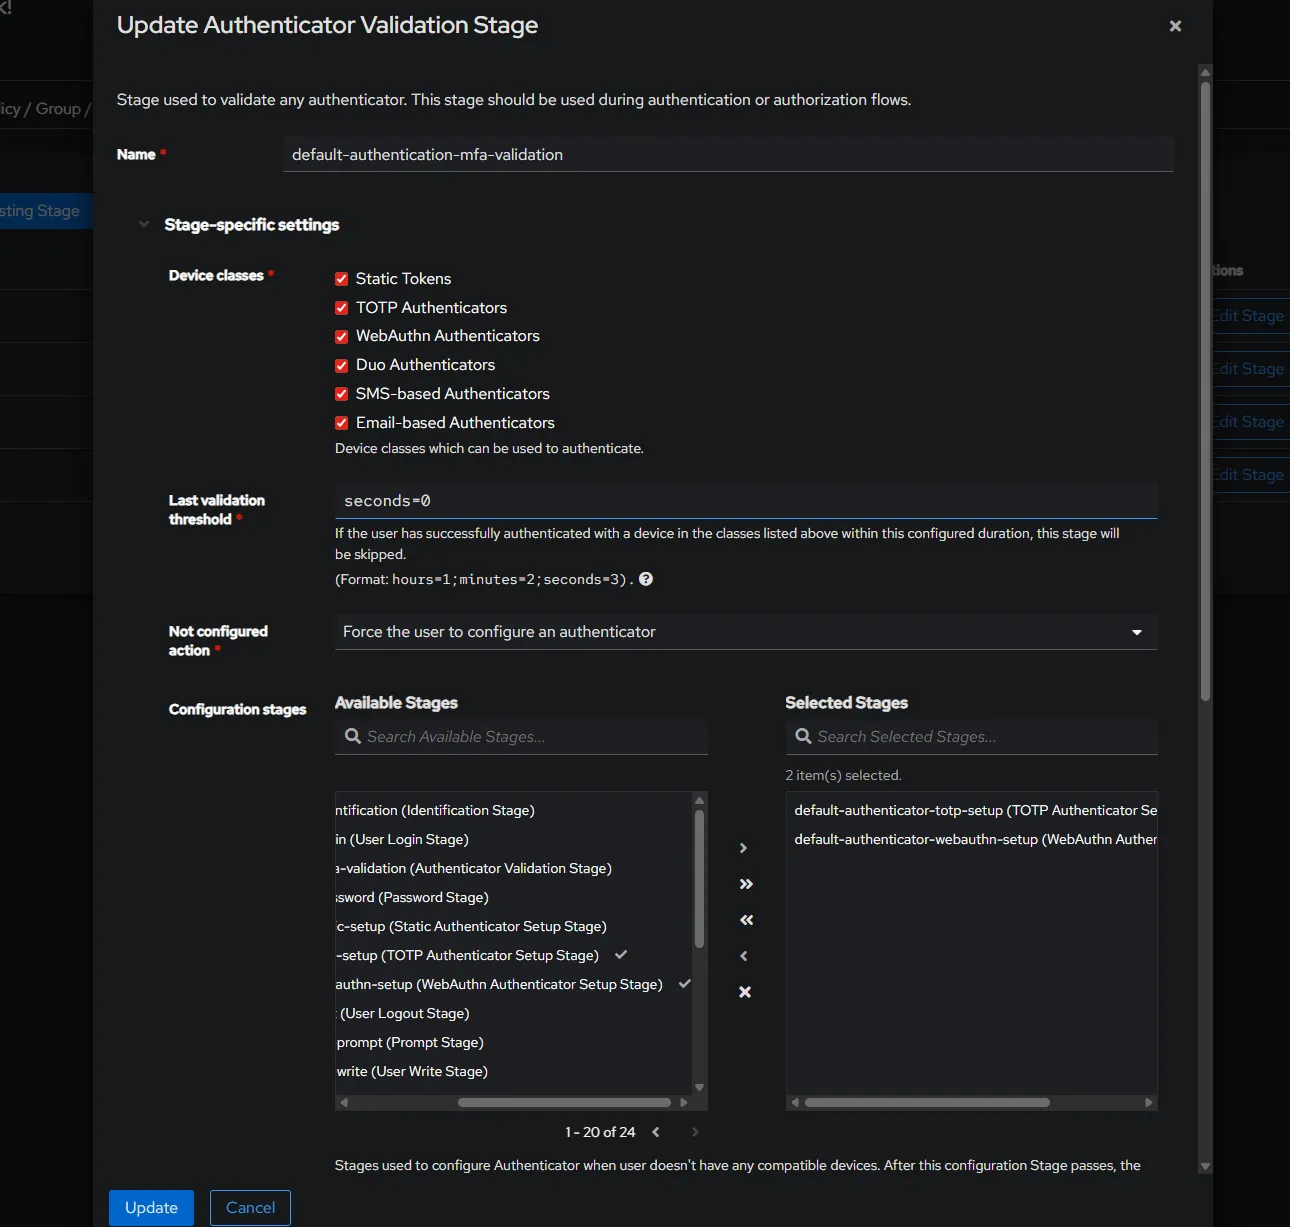 Update Authenticator Validation Stage
Stage used to validate any authenticator. This stage should be used during authentication or authorization flows.
/ Group /
Name *
default-authentication-mfa-validation
Stage
Stage-specific settings
Device classes *
Static Tokens
TOTP Authenticators
WebAuthn Authenticators
Duo Authenticators
SMS-based Authenticators
Email-based Authenticators
Device classes which can be used to authenticate.
Edit Stage
Edit Stage
Edit Stage
Edit Stage
Last validation
threshold *
seconds=0
If the user has successfully authenticated with a device in the classes listed above within this configured duration, this stage will
be skipped.
(Format: hours=1;minutes=2;seconds=3). ?
Not configured
action *
Force the user to configure an authenticator
Configuration stages
Available Stages
Search Available Stages...
ntification (Identification Stage)
in (User Login Stage)
a-validation (Authenticator Validation Stage)
ssword (Password Stage)
ic-setup (Static Authenticator Setup Stage)
-setup (TOTP Authenticator Setup Stage)
authn-setup (WebAuthn Authenticator Setup Stage)
(User Logout Stage)
prompt (Prompt Stage)
write (User Write Stage)
1 - 20 of 24
Selected Stages
Search Selected Stages...
2 item(s) selected.
default-authenticator-totp-setup (TOTP Authenticator Se
default-authenticator-webauthn-setup (WebAuthn Auther
Stages used to configure Authenticator when user doesn't have any compatible devices. After this configuration Stage passes, the
Update
Cancel